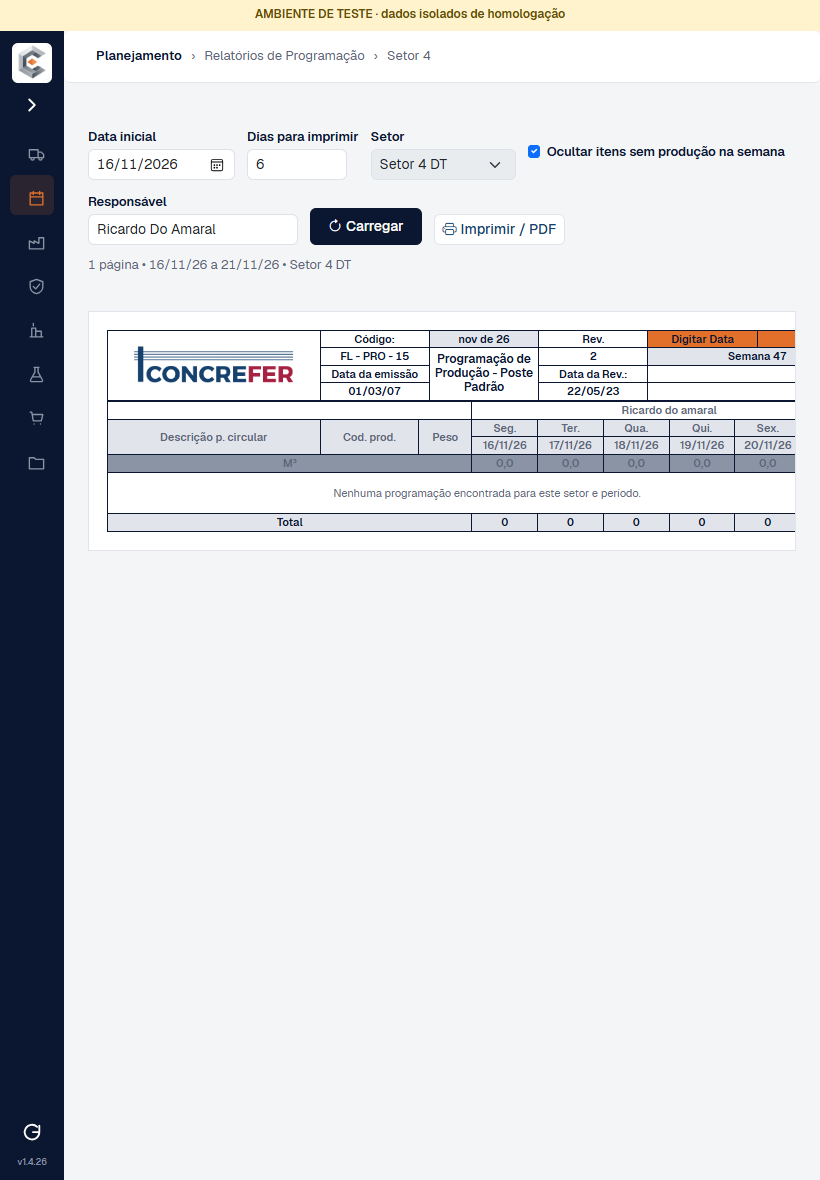 AMBIENTE DE TESTE · dados isolados de homologação
Planejamento › Relatórios de Programação › Setor 4
Data inicial Dias para imprimir Setor
16/11/2026 6 Setor 4 DT Ocultar itens sem produção na semana
Responsável
Ricardo Do Amaral Carregar Imprimir / PDF
1 página • 16/11/26 a 21/11/26 • Setor 4 DT
CONCREFER
Código: nov de 26 Rev. Digitar Data
FL - PRO - 15 Programação de Produção - Poste Padrão 2 Semana 47
Data da emissão Data da Rev.:
01/03/07 22/05/23
Ricardo do amaral
Descrição p. circular Cod. prod. Peso Seg. Ter. Qua. Qui. Sex.
16/11/26 17/11/26 18/11/26 19/11/26 20/11/26
M³ 0,0 0,0 0,0 0,0 0,0
Nenhuma programação encontrada para este setor e período.
Total 0 0 0 0 0
v1.4.26